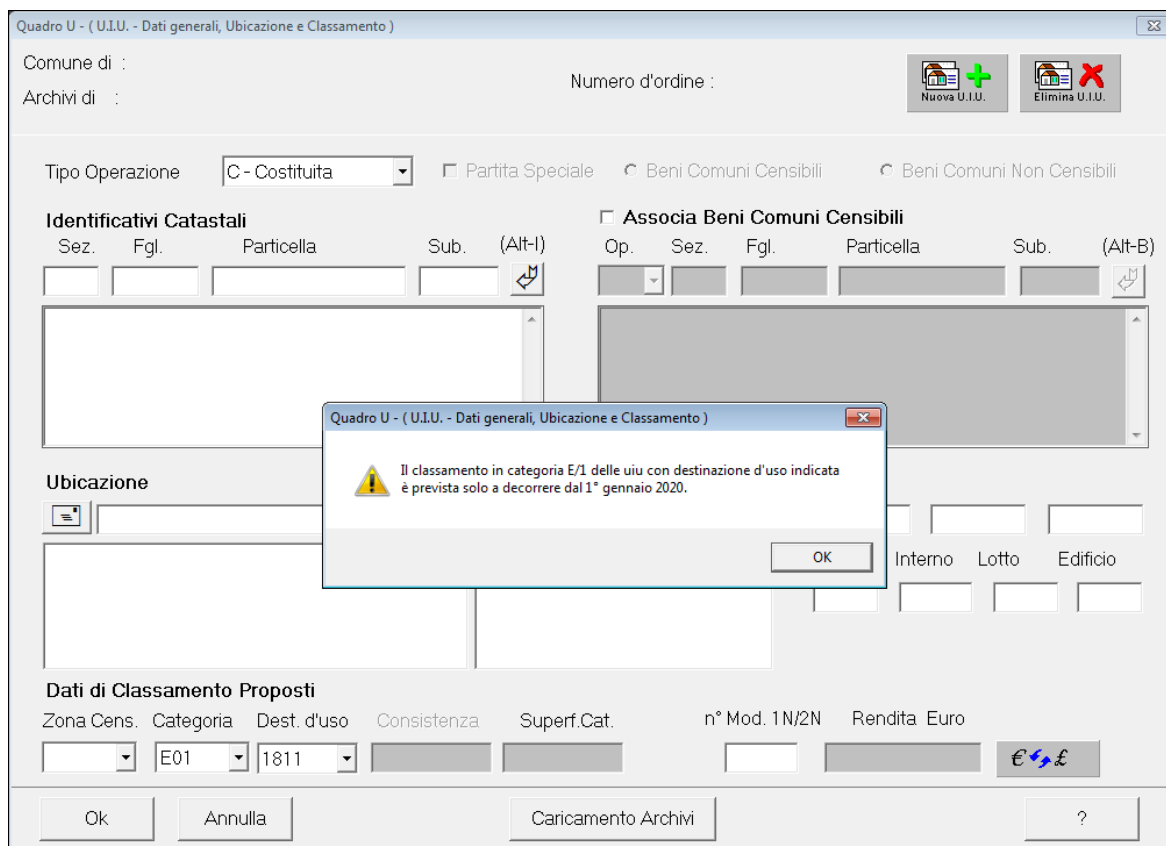 Quadro U - ( U.I.U. - Dati generali, Ubicazione e Classamento )
Comune di :
Archivi di :
Numero d'ordine :
Nuova U.I.U.
Elimina U.I.U.
Tipo Operazione
C - Costituita
Partita Speciale
Beni Comuni Censibili
Beni Comuni Non Censibili
Identificativi Catastali
Sez. Fgl. Particella Sub. (Alt-I)
Associa Beni Comuni Censibili
Op. Sez. Fgl. Particella Sub. (Alt-B)
Quadro U - ( U.I.U. - Dati generali, Ubicazione e Classamento )
Il classamento in categoria E/1 delle uiu con destinazione d'uso indicata
è prevista solo a decorrere dal 1° gennaio 2020.
OK
Ubicazione
Interno Lotto Edificio
Dati di Classamento Proposti
Zona Cens. Categoria Dest. d'uso Consistenza Superf.Cat. n° Mod. 1N/2N Rendita Euro
E01 1811 € £
Ok Annulla Caricamento Archivi ?